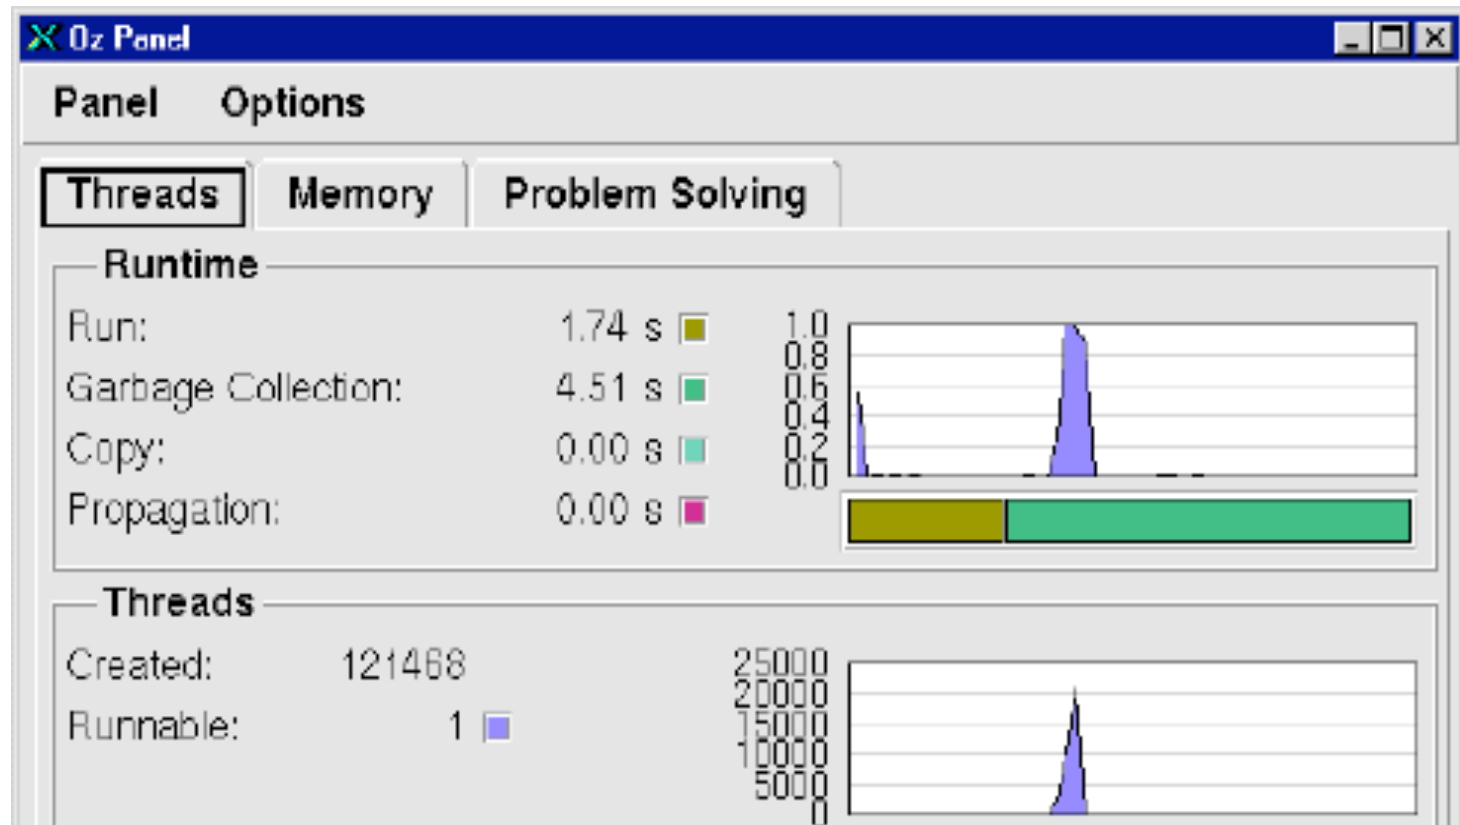 Oz Panel
Panel Options
Threads Memory Problem Solving
Runtime
Run: 1.74 s
Garbage Collection: 4.51 s
Copy: 0.00 s
Propagation: 0.00 s
1.0
0.8
0.6
0.4
0.2
0.0
Threads
Created: 121468
Runnable: 1
25000
20000
15000
10000
5000
0